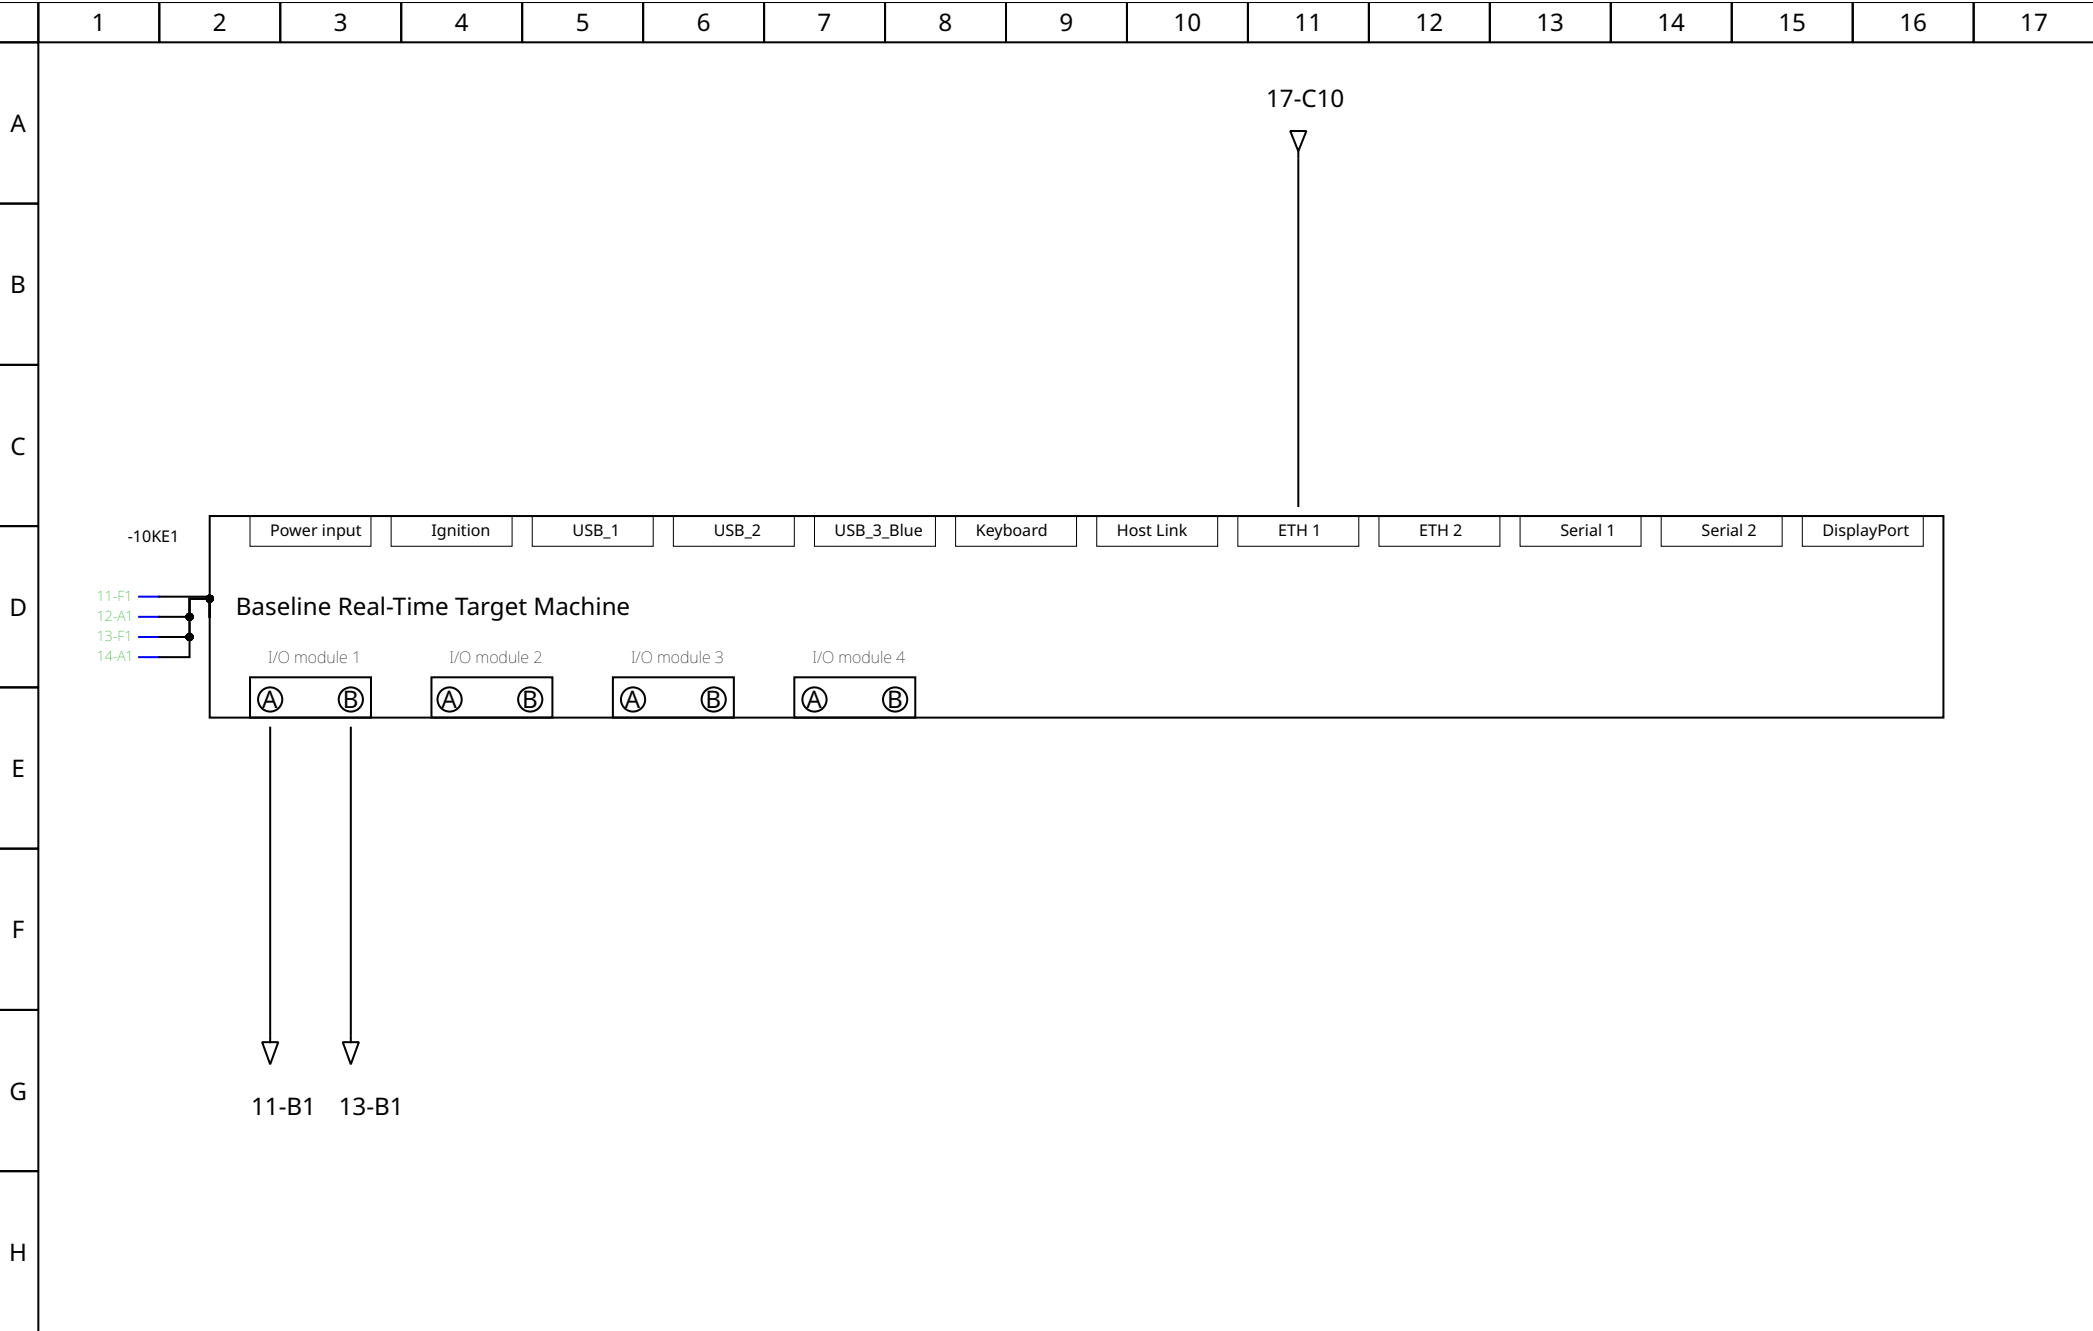 1 2 3 4 5 6 7 8 9 10 11 12 13 14 15 16 17
17-C10
A
B
C
-10KE1 Power input Ignition USB_1 USB_2 USB_3_Blue Keyboard Host Link ETH 1 ETH 2 Serial 1 Serial 2 DisplayPort
11-F1
D Baseline Real-Time Target Machine
12-A1
13-F1
14-A1 I/O module 1 I/O module 2 I/O module 3 I/O module 4
A B A B A B A B
E
F
G
11-B1 13-B1
H